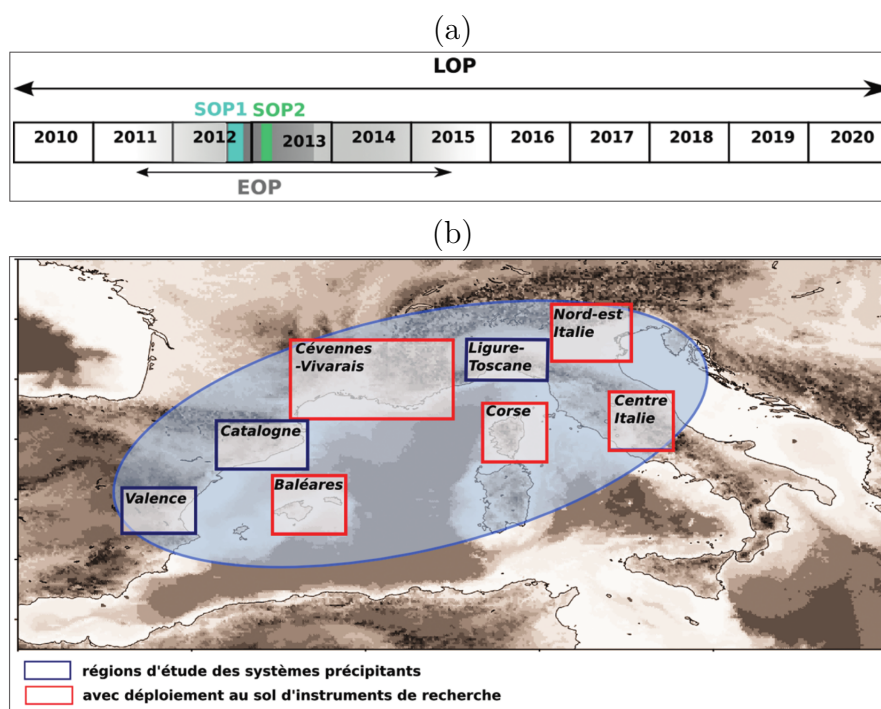 (a)
LOP
SOP1 SOP2
2010 2011 2012 2013 2014 2015 2016 2017 2018 2019 2020
EOP
(b)
Nord-est
Italie
Cévennes
-Vivarais
Ligure-
Toscane
Centre
Italie
Corse
Catalogne
Baléares
Valence
régions d'étude des systèmes précipitants
avec déploiement au sol d'instruments de recherche